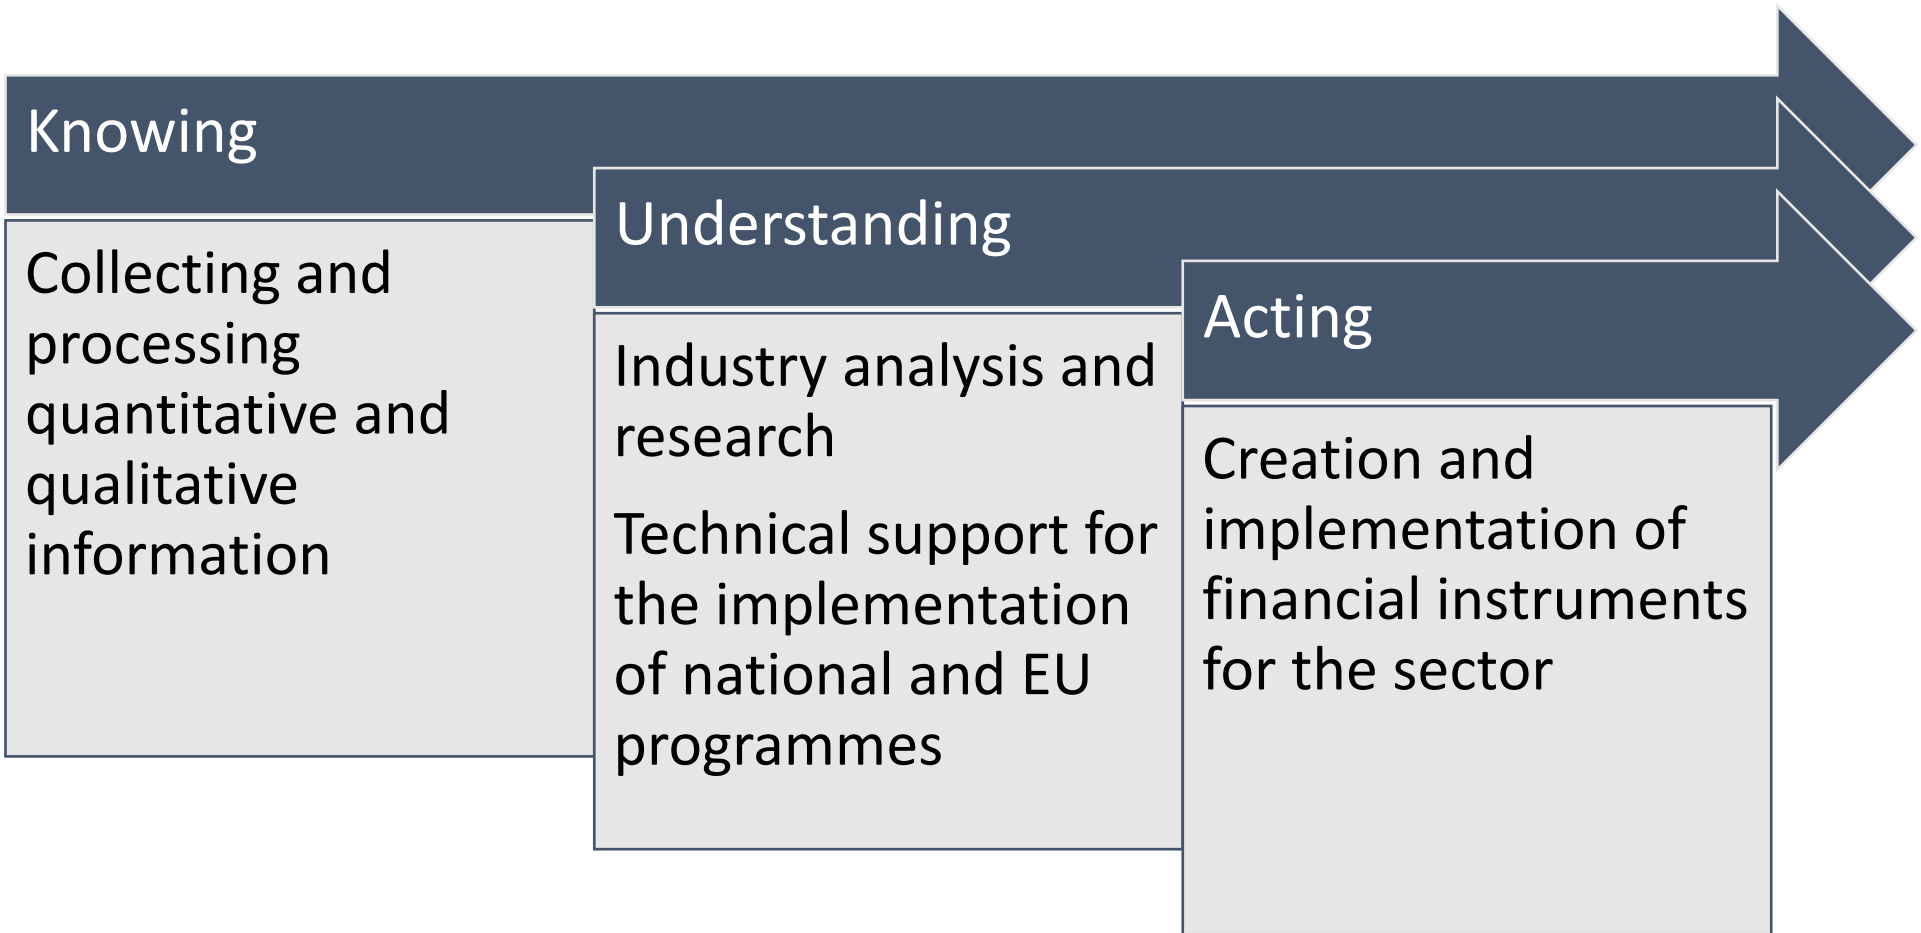 Knowing
Collecting and
processing
quantitative and
qualitative
information
Understanding
Industry analysis and
research
Technical support for
the implementation
of national and EU
programmes
Acting
Creation and
implementation of
financial instruments
for the sector